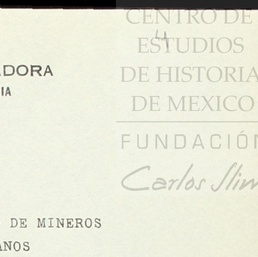 CENTRO DE
4
ESTUDIOS
ADORA
DE HISTORIA
IA
DE MEXICO
FUNDACIÓN
Carlos Slim
DE MINEROS
ANOS